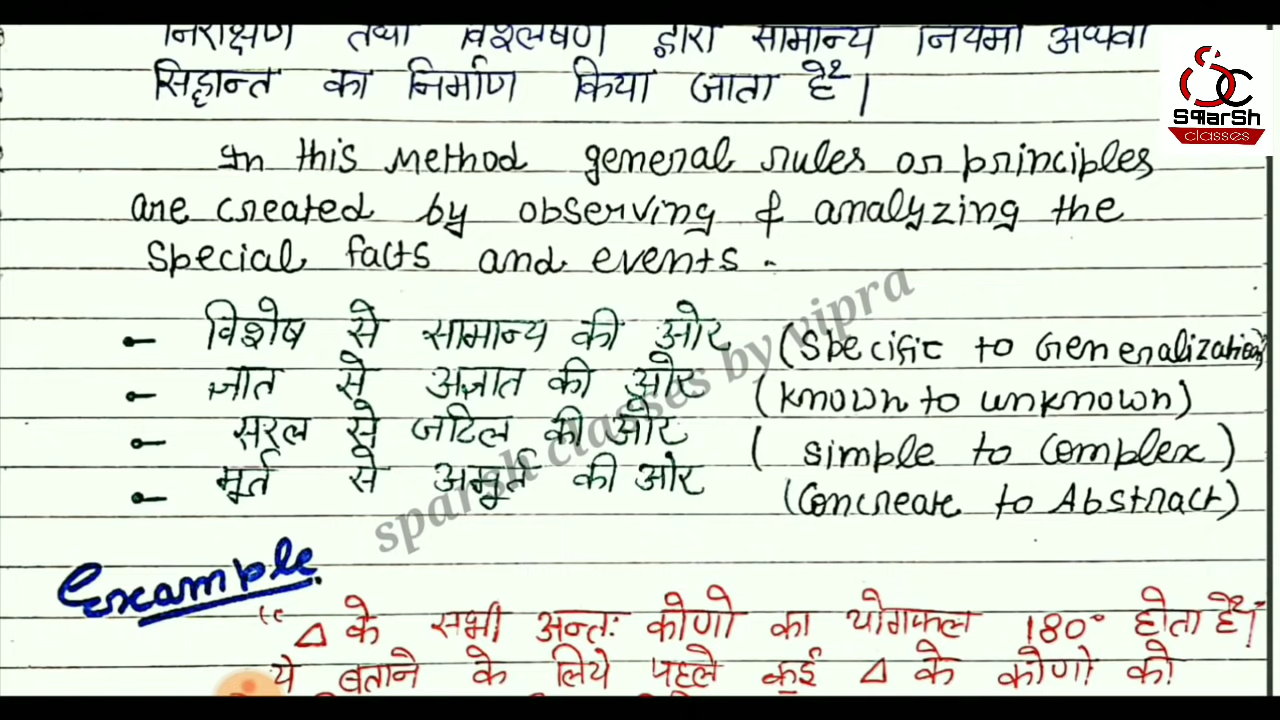 निरीक्षण तथा विश्लेषण द्वारा सामान्य नियमों अथवा
सिद्धान्त का निर्माण किया जाता है।
In this method general rules or principles
are created by observing & analyzing the
special facts and events.
- विशेष से सामान्य की ओर (Specific to Generalization)
- ज्ञात से अज्ञात की ओर (known to unknown)
- सरल से जटिल की ओर (simple to complex)
- मूर्त से अमूर्त की ओर (Concreate to Abstract)
Example
“ Δ के सभी अन्तः कोणो का योगफल 180° होता है।
ये बताने के लिये पहले कई Δ के कोणो को
sparsh classes by vipra
SपarSh
classes